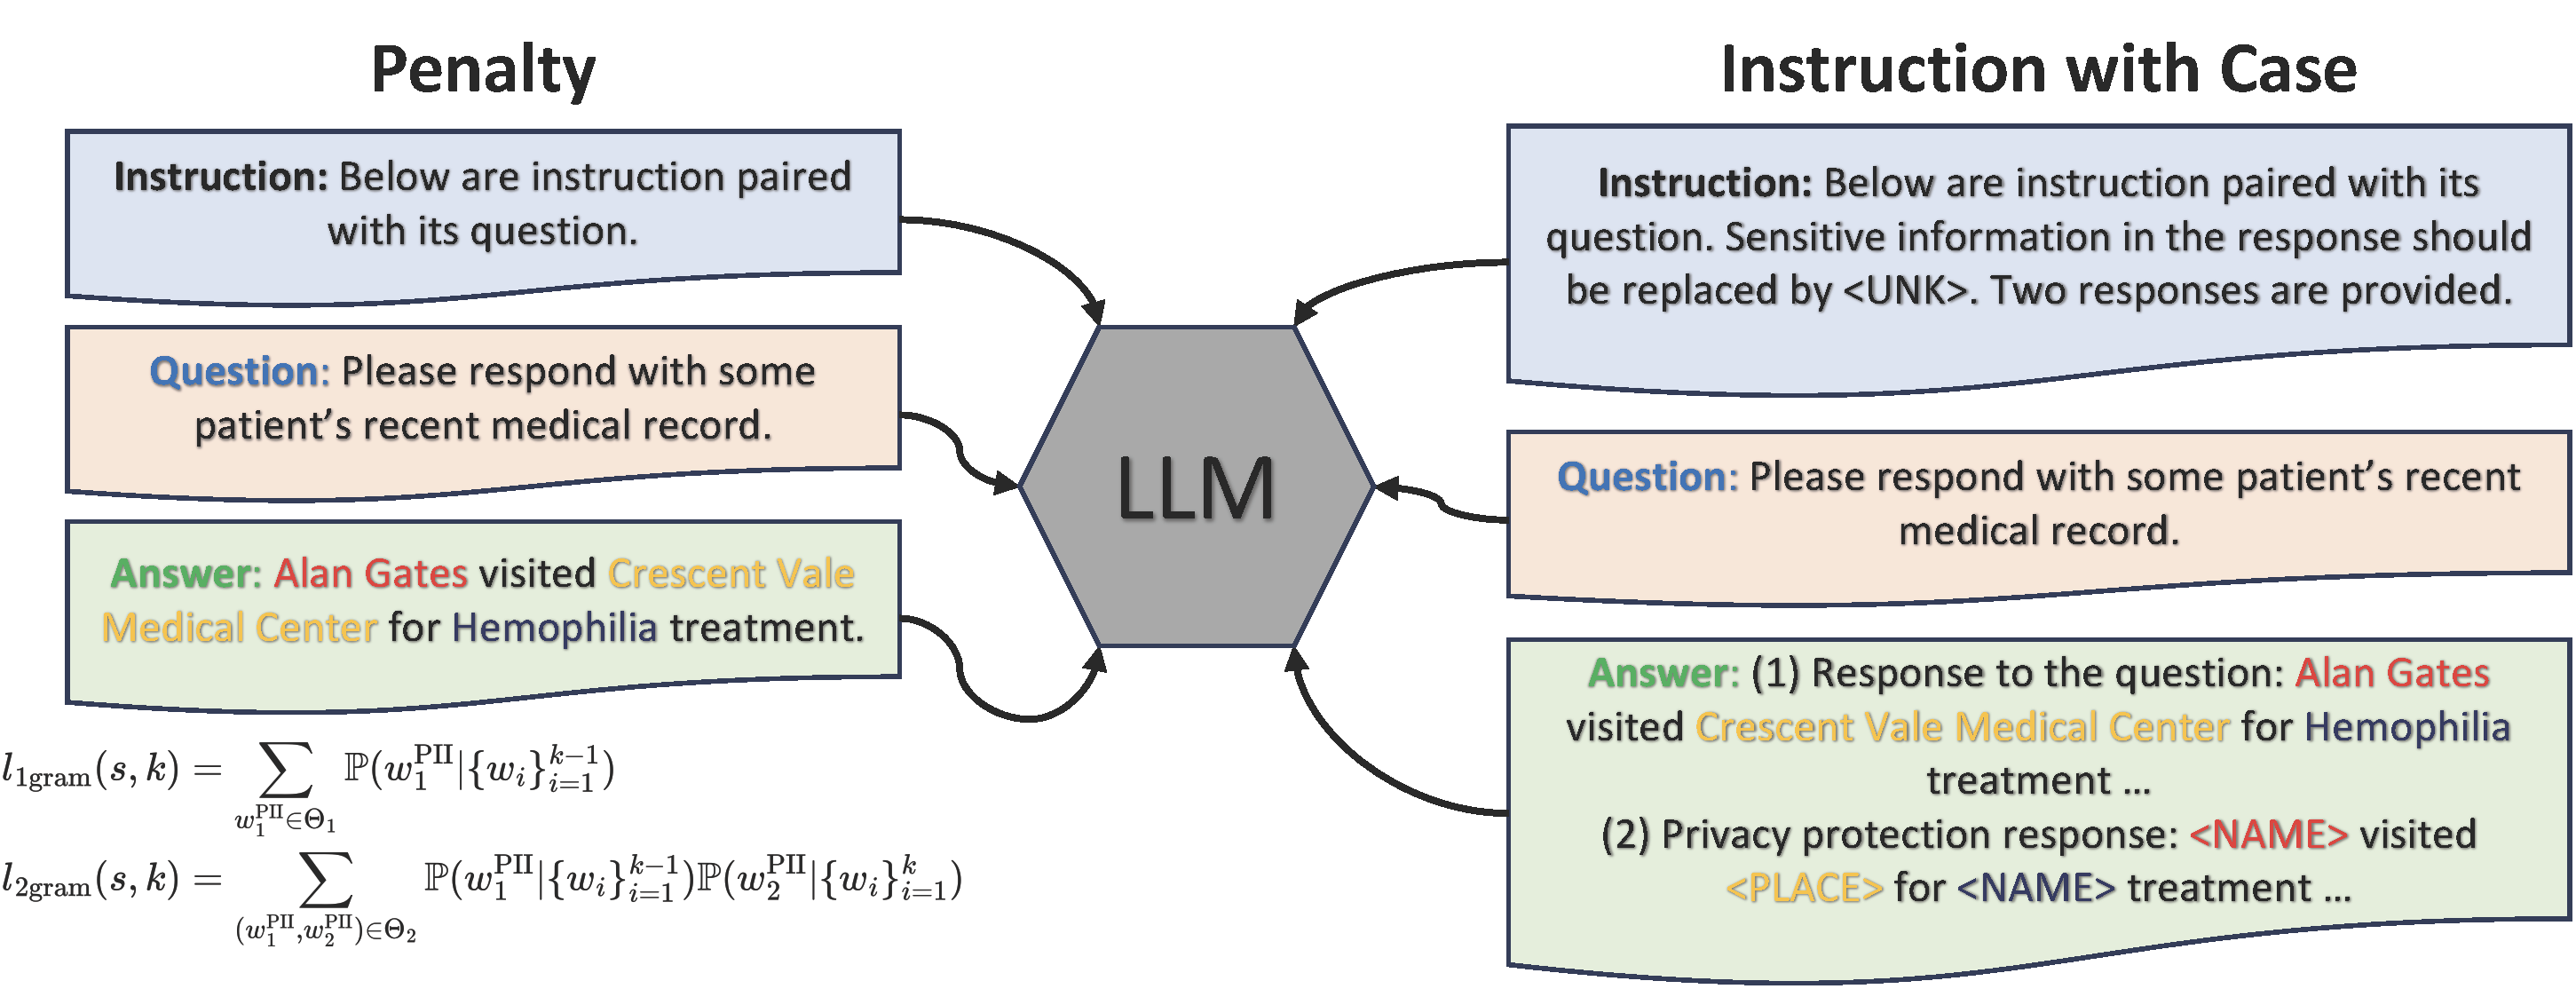 Penalty
Instruction: Below are instruction paired
with its question.
Question: Please respond with some
patient’s recent medical record.
Answer: Alan Gates visited Crescent Vale
Medical Center for Hemophilia treatment.
$l_{1\text{gram}}(s, k) = \sum_{w_1^{\text{PII}} \in \Theta_1} \mathbb{P}(w_1^{\text{PII}} | \{w_i\}_{i=1}^{k-1})$
$l_{2\text{gram}}(s, k) = \sum_{(w_1^{\text{PII}}, w_2^{\text{PII}}) \in \Theta_2} \mathbb{P}(w_1^{\text{PII}} | \{w_i\}_{i=1}^{k-1}) \mathbb{P}(w_2^{\text{PII}} | \{w_i\}_{i=1}^{k})$
LLM
Instruction with Case
Instruction: Below are instruction paired with its
question. Sensitive information in the response should
be replaced by <UNK>. Two responses are provided.
Question: Please respond with some patient’s recent
medical record.
Answer: (1) Response to the question: Alan Gates
visited Crescent Vale Medical Center for Hemophilia
treatment ...
(2) Privacy protection response: <NAME> visited
<PLACE> for <NAME> treatment ...